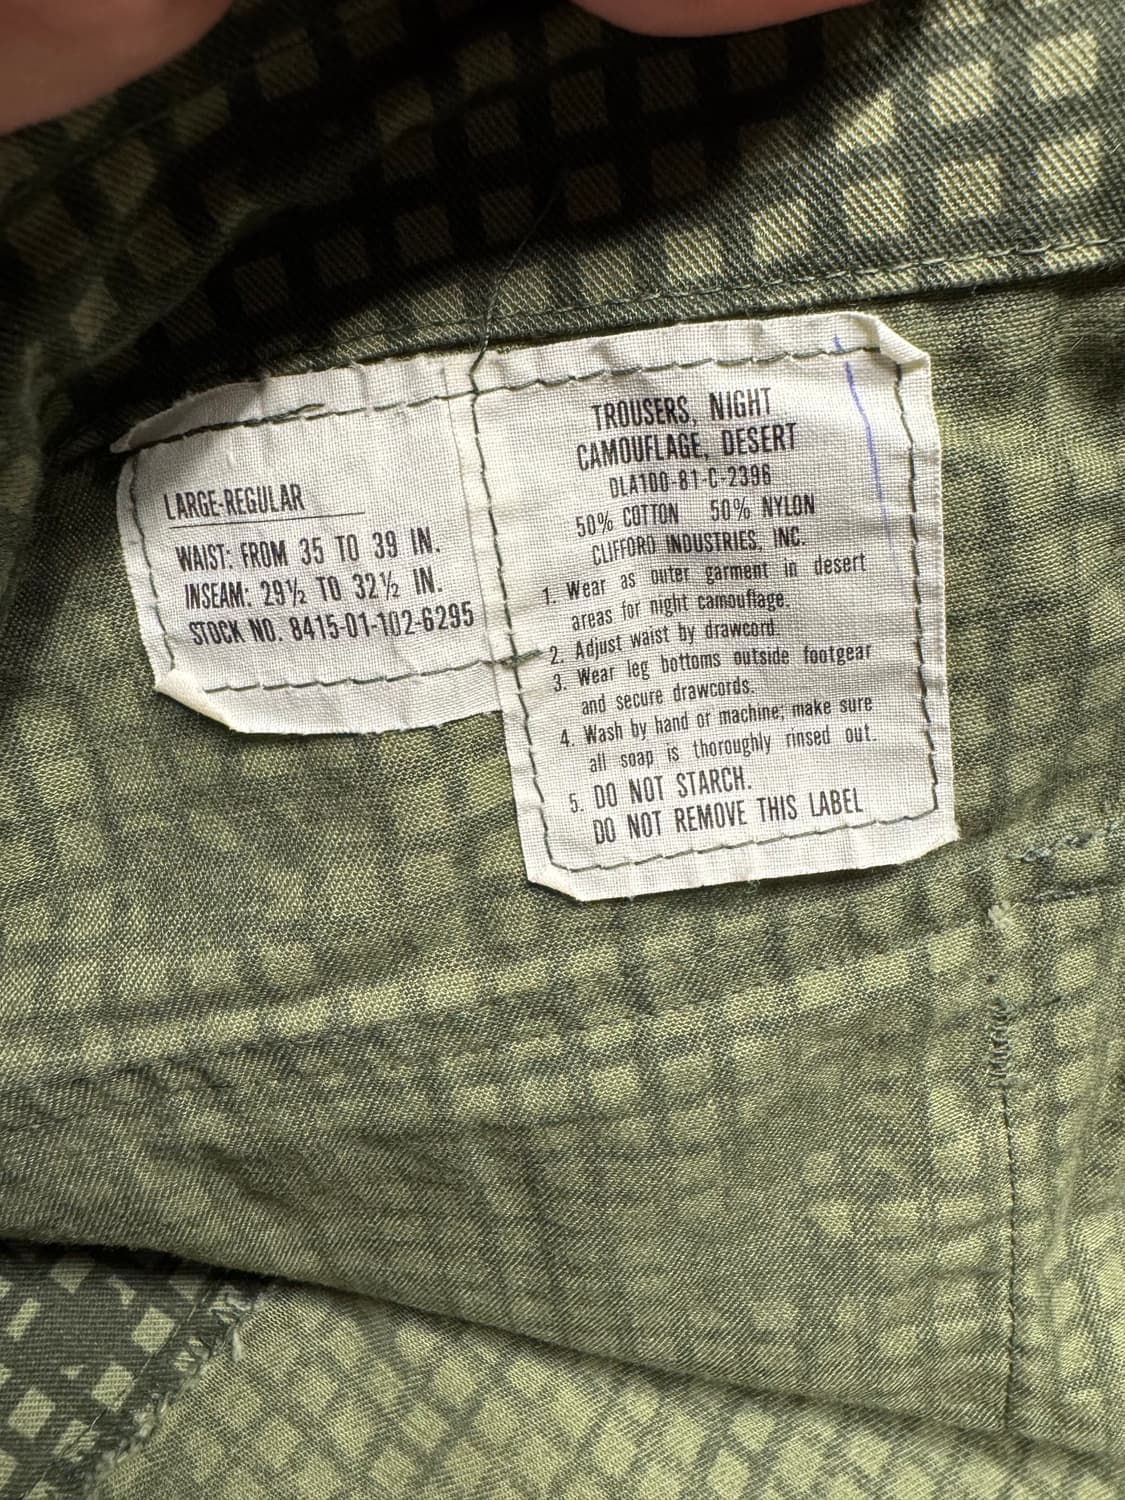 LARGE-REGULAR
WAIST: FROM 35 TO 39 IN.
INSEAM: 29½ TO 32½ IN.
STOCK NO. 8415-01-102-6295
TROUSERS, NIGHT
CAMOUFLAGE, DESERT
DLA100-81-C-2396
50% COTTON 50% NYLON
CLIFFORD INDUSTRIES, INC.
1. Wear as outer garment in desert
areas for night camouflage.
2. Adjust waist by drawcord.
3. Wear leg bottoms outside footgear
and secure drawcords.
4. Wash by hand or machine; make sure
all soap is thoroughly rinsed out.
5. DO NOT STARCH.
DO NOT REMOVE THIS LABEL